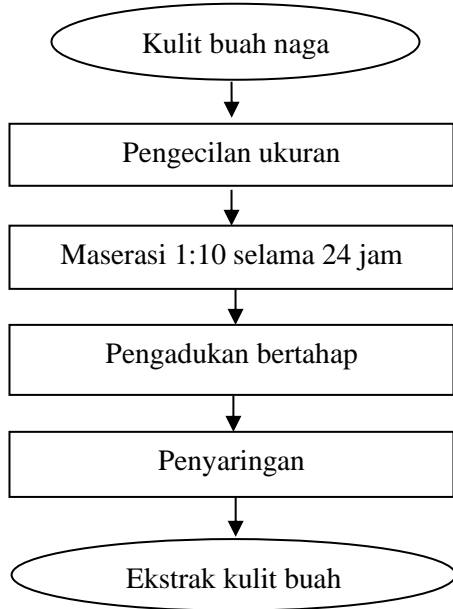 Kulit buah naga
Pengecilan ukuran
Maserasi 1:10 selama 24 jam
Pengadukan bertahap
Penyaringan
Ekstrak kulit buah